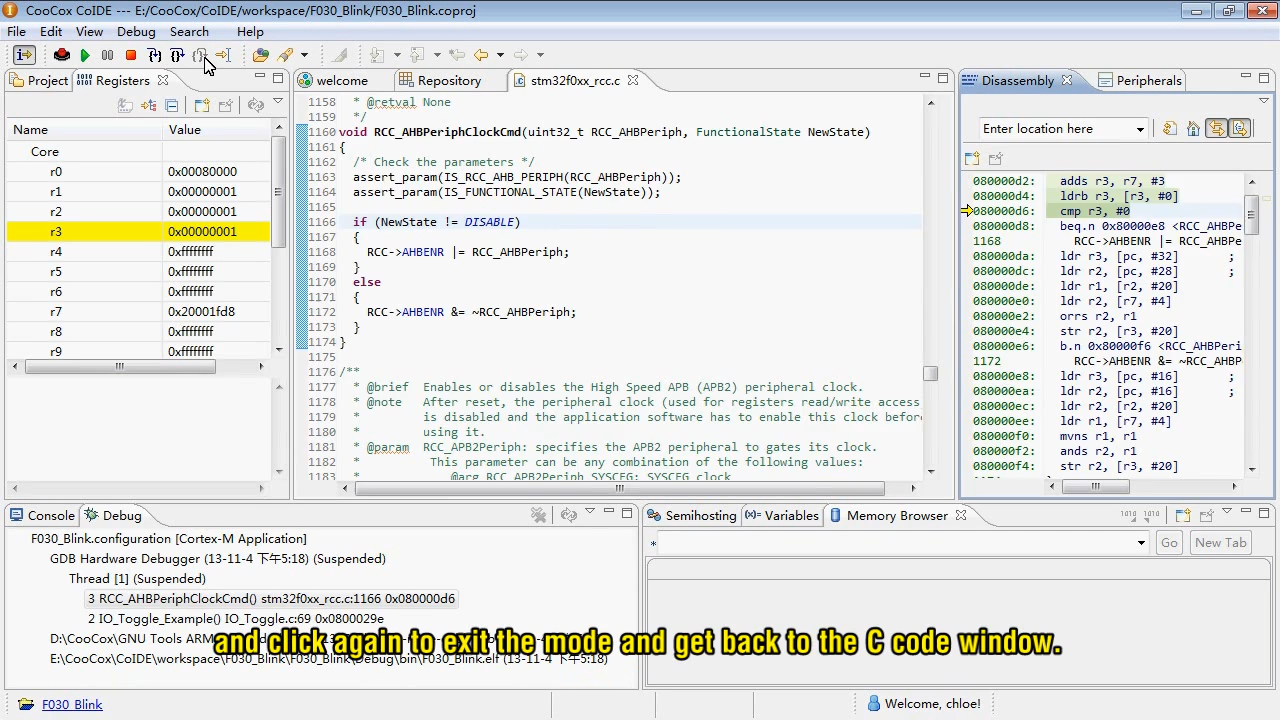 CooCox CoIDE --- E:/CooCox/CoIDE/workspace/F030_Blink/F030_Blink.coproj
File Edit View Debug Search Help
Project Registers
Name Value
Core
r0 0x00080000
r1 0x00000001
r2 0x00000001
r3 0x00000001
r4 0xffffffff
r5 0xffffffff
r6 0xffffffff
r7 0x20001fd8
r8 0xffffffff
r9 0xffffffff
welcome Repository stm32f0xx_rcc.c
1158 * @retval None
1159 */
1160 void RCC_AHBPeriphClockCmd(uint32_t RCC_AHBPeriph, FunctionalState NewState)
1161 {
1162 /* Check the parameters */
1163 assert_param(IS_RCC_AHB_PERIPH(RCC_AHBPeriph));
1164 assert_param(IS_FUNCTIONAL_STATE(NewState));
1165
1166 if (NewState != DISABLE)
1167 {
1168 RCC->AHBENR |= RCC_AHBPeriph;
1169 }
1170 else
1171 {
1172 RCC->AHBENR &= ~RCC_AHBPeriph;
1173 }
1174 }
1175
1176 /**
1177 * @brief Enables or disables the High Speed APB (APB2) peripheral clock.
1178 * @note After reset, the peripheral clock (used for registers read/write access
1179 * is disabled and the application software has to enable this clock before
1180 * using it.
1181 * @param RCC_APB2Periph: specifies the APB2 peripheral to gates its clock.
1182 * This parameter can be any combination of the following values:
1183 * @arg RCC_APB2Periph_SYSCFG: SYSCFG clock
Disassembly Peripherals
Enter location here
080000d2: adds r3, r7, #3
080000d4: ldrb r3, [r3, #0]
080000d6: cmp r3, #0
080000d8: beq.n 0x80000e8 <RCC_AHBPe
1168 RCC->AHBENR |= RCC_AHBPe
080000da: ldr r3, [pc, #32] ;
080000dc: ldr r2, [pc, #28] ;
080000de: ldr r1, [r2, #20]
080000e0: ldr r2, [r7, #4]
080000e2: orrs r2, r1
080000e4: str r2, [r3, #20]
080000e6: b.n 0x80000f6 <RCC_AHBPeri
1172 RCC->AHBENR &= ~RCC_AHBP
080000e8: ldr r3, [pc, #16] ;
080000ea: ldr r2, [pc, #16] ;
080000ec: ldr r2, [r2, #20]
080000ee: ldr r1, [r7, #4]
080000f0: mvns r1, r1
080000f2: ands r2, r1
080000f4: str r2, [r3, #20]
Console Debug
F030_Blink.configuration [Cortex-M Application]
GDB Hardware Debugger (13-11-4 下午5:18) (Suspended)
Thread [1] (Suspended)
3 RCC_AHBPeriphClockCmd() stm32f0xx_rcc.c:1166 0x080000d6
2 IO_Toggle_Example() IO_Toggle.c:69 0x0800029e
D:\CooCox\GNU Tools ARM
E:\CooCox\CoIDE\workspace\F030_Blink\F030_Blink\Debug\bin\F030_Blink.elf (13-11-4 下午5:18)
Semihosting Variables Memory Browser
Go New Tab
and click again to exit the mode and get back to the C code window.
F030_Blink
Welcome, chloe!